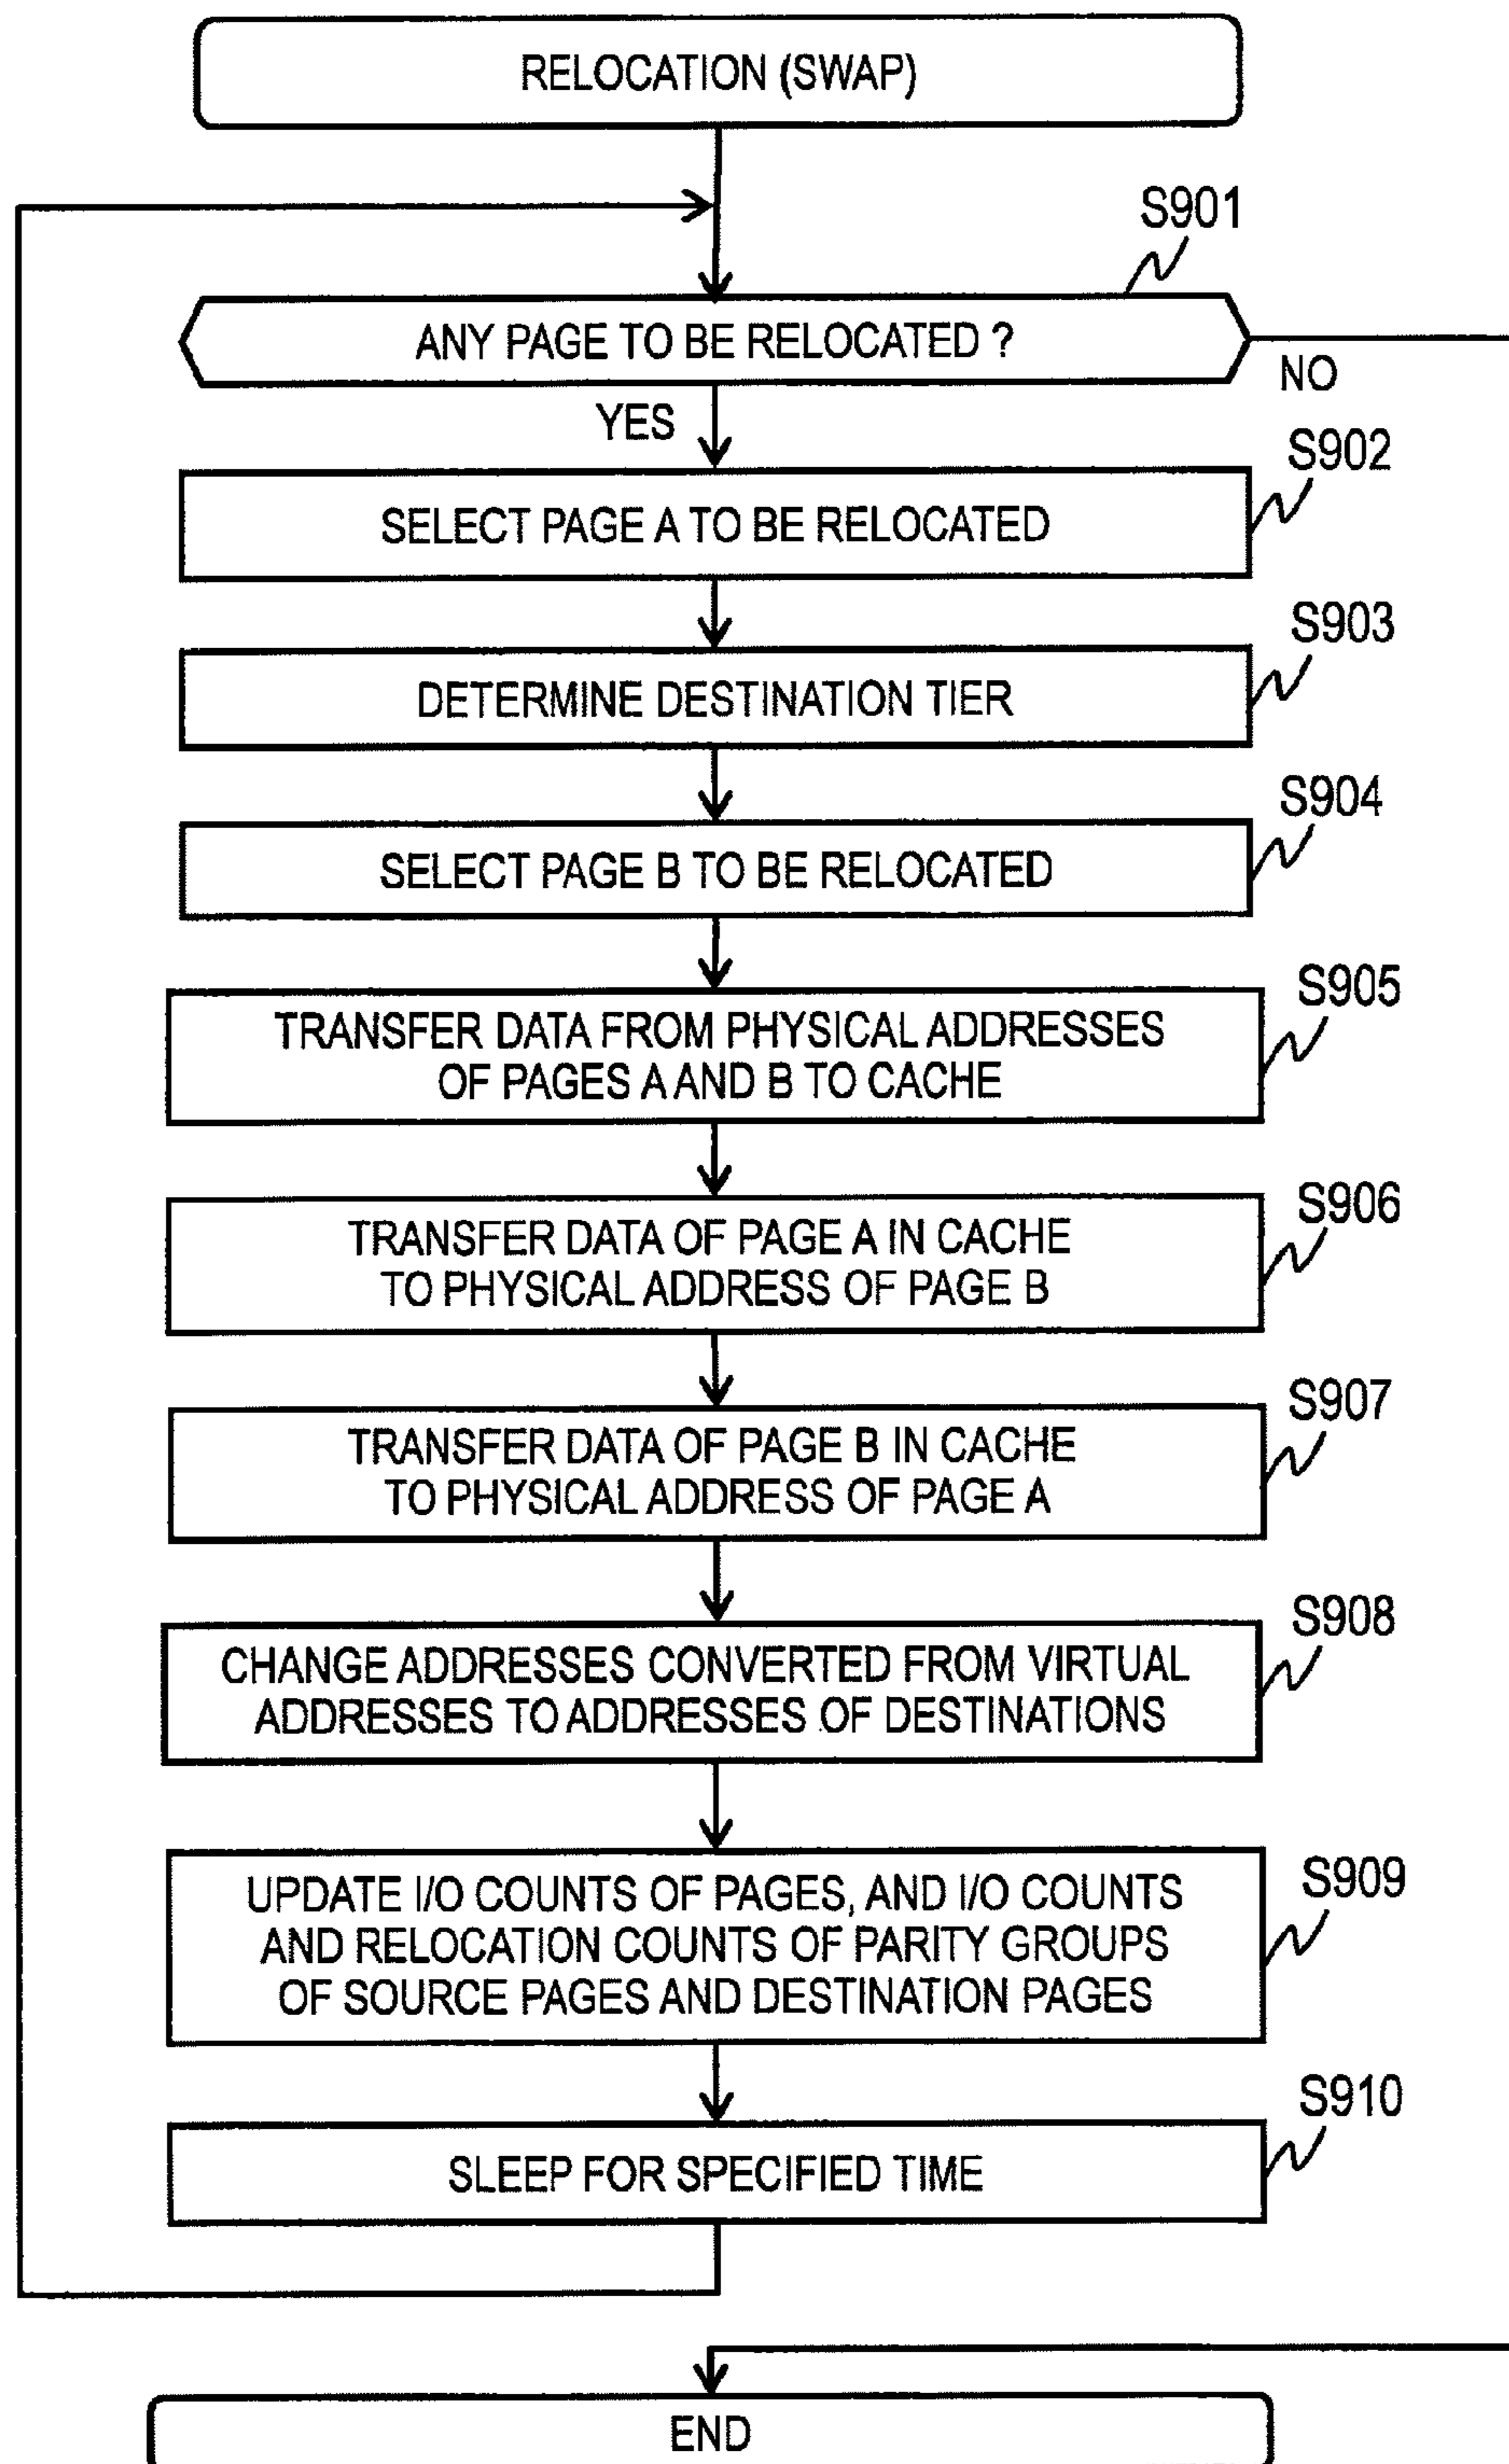 RELOCATION (SWAP)
S901
ANY PAGE TO BE RELOCATED ?
NO
YES
S902
SELECT PAGE A TO BE RELOCATED
S903
DETERMINE DESTINATION TIER
S904
SELECT PAGE B TO BE RELOCATED
S905
TRANSFER DATA FROM PHYSICAL ADDRESSES
OF PAGES A AND B TO CACHE
S906
TRANSFER DATA OF PAGE A IN CACHE
TO PHYSICAL ADDRESS OF PAGE B
S907
TRANSFER DATA OF PAGE B IN CACHE
TO PHYSICAL ADDRESS OF PAGE A
S908
CHANGE ADDRESSES CONVERTED FROM VIRTUAL
ADDRESSES TO ADDRESSES OF DESTINATIONS
S909
UPDATE I/O COUNTS OF PAGES, AND I/O COUNTS
AND RELOCATION COUNTS OF PARITY GROUPS
OF SOURCE PAGES AND DESTINATION PAGES
S910
SLEEP FOR SPECIFIED TIME
END